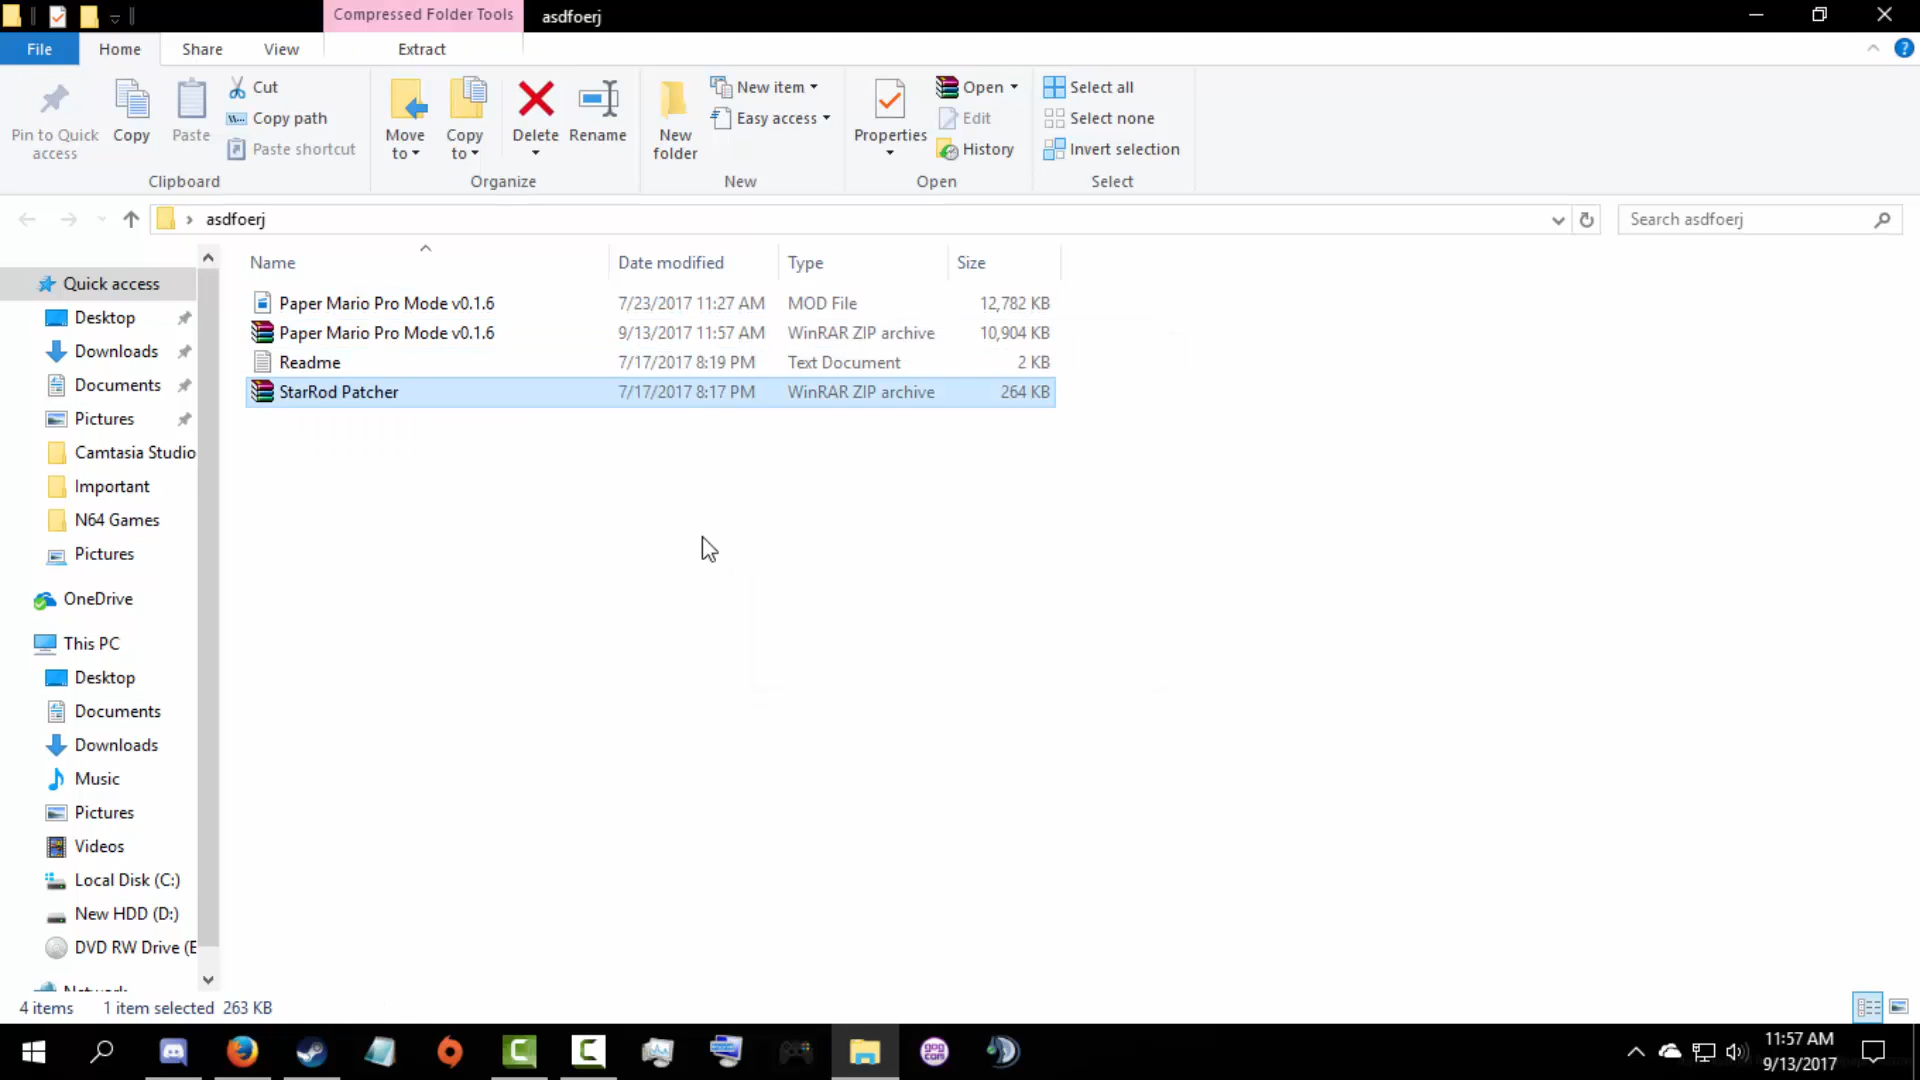 Compressed Folder Tools
asdfoerj
File
Home
Share
View
Extract
Pin to Quick access
Copy
Paste
Cut
Copy path
Paste shortcut
Clipboard
Move to
Copy to
Delete
Rename
Organize
New folder
New item
Easy access
New
Properties
Open
Edit
History
Open
Select all
Select none
Invert selection
Select
asdfoerj
Search asdfoerj
Name Date modified Type Size
Paper Mario Pro Mode v0.1.6 7/23/2017 11:27 AM MOD File 12,782 KB
Paper Mario Pro Mode v0.1.6 9/13/2017 11:57 AM WinRAR ZIP archive 10,904 KB
Readme 7/17/2017 8:19 PM Text Document 2 KB
StarRod Patcher 7/17/2017 8:17 PM WinRAR ZIP archive 264 KB
Quick access
Desktop
Downloads
Documents
Pictures
Camtasia Studio
Important
N64 Games
Pictures
OneDrive
This PC
Desktop
Documents
Downloads
Music
Pictures
Videos
Local Disk (C:)
New HDD (D:)
DVD RW Drive (E
4 items 1 item selected 263 KB
11:57 AM
9/13/2017